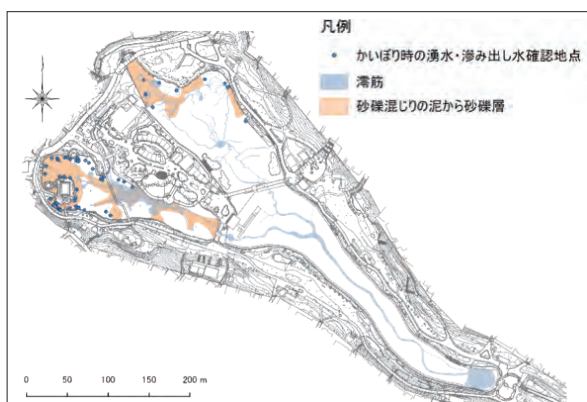 凡例
かいぼり時の湧水・滲み出し水確認地点
澪筋
砂礫混じりの泥から砂礫層
0 50 100 200 m